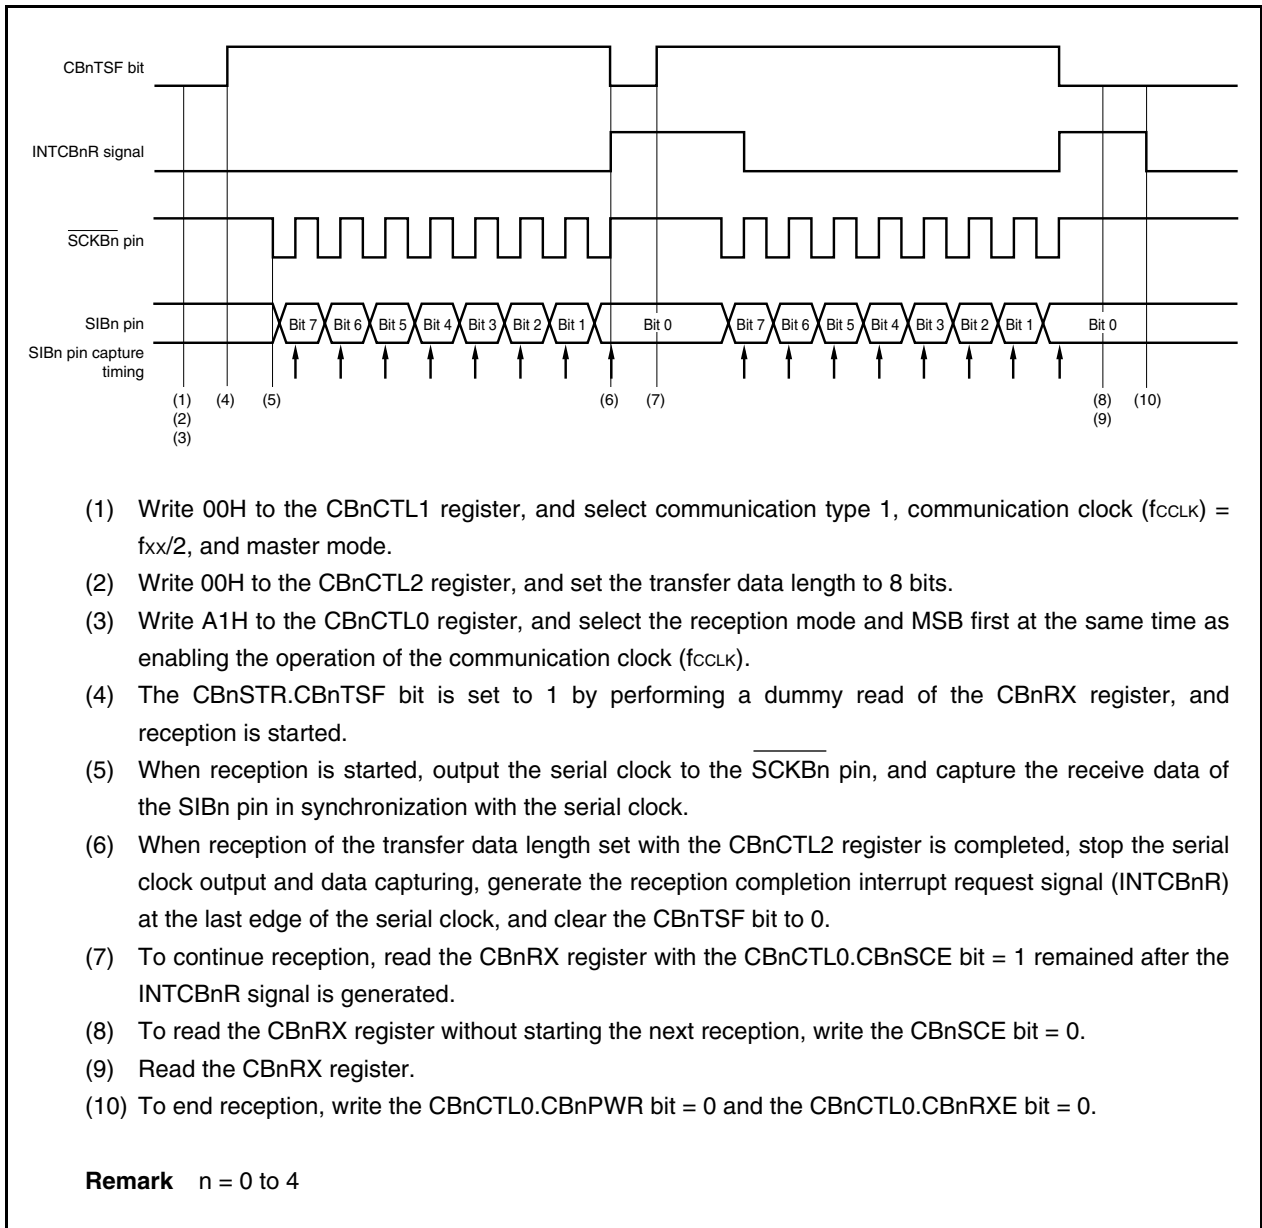 CBnTSF bit
INTCBnR signal
SCKBn pin
SIBn pin
Bit 7 Bit 6 Bit 5 Bit 4 Bit 3 Bit 2 Bit 1 Bit 0 Bit 7 Bit 6 Bit 5 Bit 4 Bit 3 Bit 2 Bit 1 Bit 0
SIBn pin capture
timing
(1) (4) (5) (6) (7) (8) (10)
(2) (9)
(3)
(1) Write 00H to the CBnCTL1 register, and select communication type 1, communication clock (fCCLK) =
fXX/2, and master mode.
(2) Write 00H to the CBnCTL2 register, and set the transfer data length to 8 bits.
(3) Write A1H to the CBnCTL0 register, and select the reception mode and MSB first at the same time as
enabling the operation of the communication clock (fCCLK).
(4) The CBnSTR.CBnTSF bit is set to 1 by performing a dummy read of the CBnRX register, and
reception is started.
(5) When reception is started, output the serial clock to the SCKBn pin, and capture the receive data of
the SIBn pin in synchronization with the serial clock.
(6) When reception of the transfer data length set with the CBnCTL2 register is completed, stop the serial
clock output and data capturing, generate the reception completion interrupt request signal (INTCBnR)
at the last edge of the serial clock, and clear the CBnTSF bit to 0.
(7) To continue reception, read the CBnRX register with the CBnCTL0.CBnSCE bit = 1 remained after the
INTCBnR signal is generated.
(8) To read the CBnRX register without starting the next reception, write the CBnSCE bit = 0.
(9) Read the CBnRX register.
(10) To end reception, write the CBnCTL0.CBnPWR bit = 0 and the CBnCTL0.CBnRXE bit = 0.
Remark n = 0 to 4